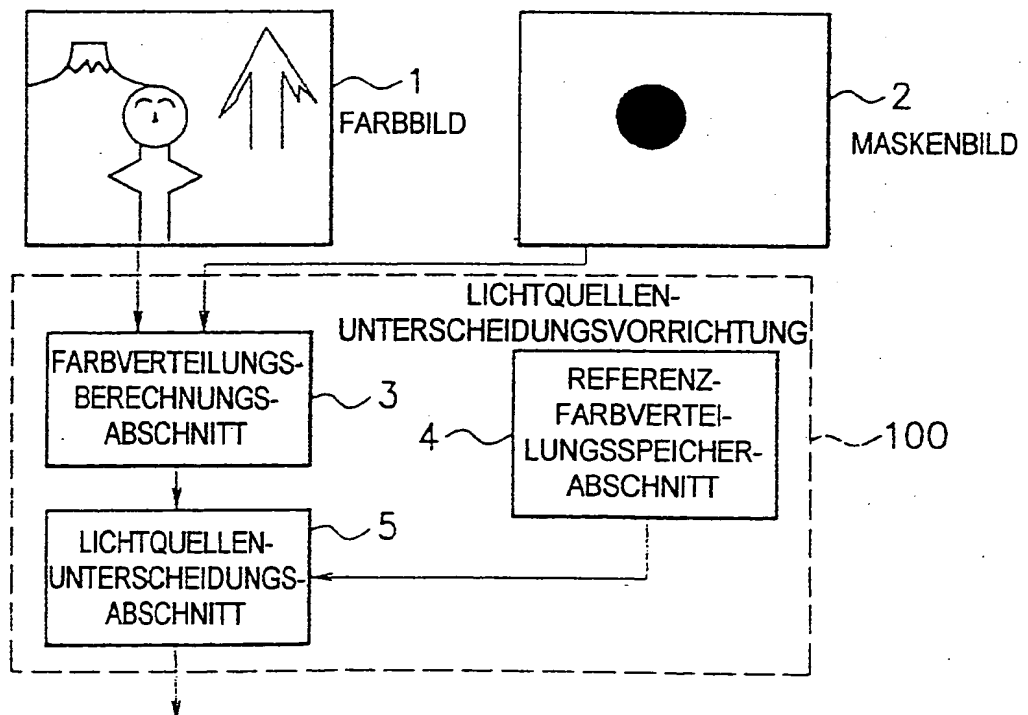 1
FARBBILD
2
MASKENBILD
LICHTQUELLEN-
UNTERSCHEIDUNGSVORRICHTUNG
FARBVERTEILUNGS-
BERECHNUNGS-
ABSCHNITT
3
REFERENZ-
FARBVERTEI-
LUNGSSPEICHER-
ABSCHNITT
4
100
LICHTQUELLEN-
UNTERSCHEIDUNGS-
ABSCHNITT
5